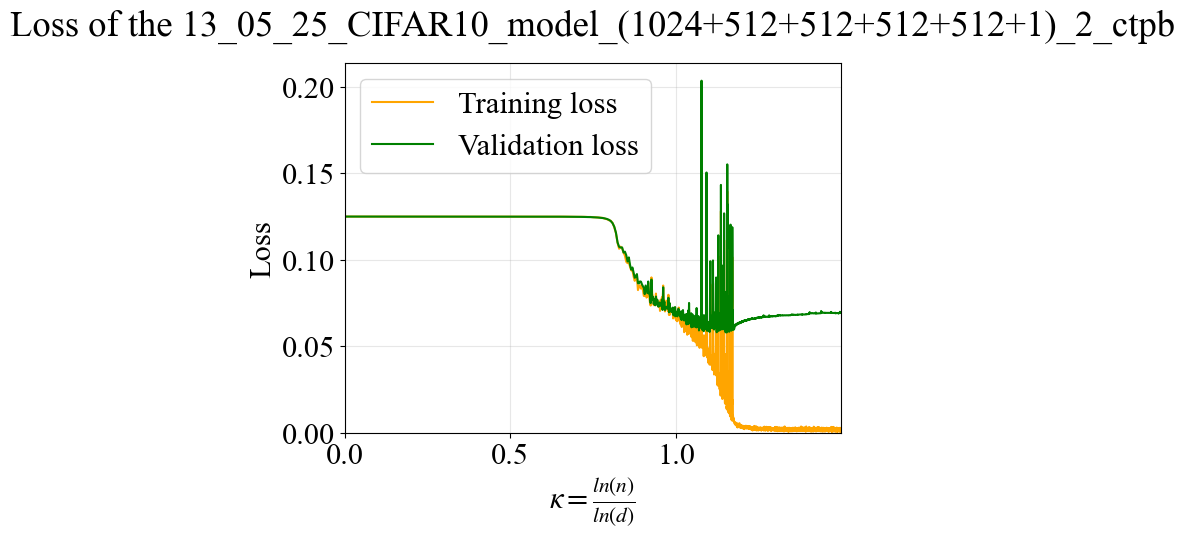 Loss of the 13_05_25_CIFAR10_model_(1024+512+512+512+512+1)_2_ctpb
Training loss
Validation loss
Loss
0.20
0.15
0.10
0.05
0.00
0.0 0.5 1.0
κ = ln(n)/ln(d)